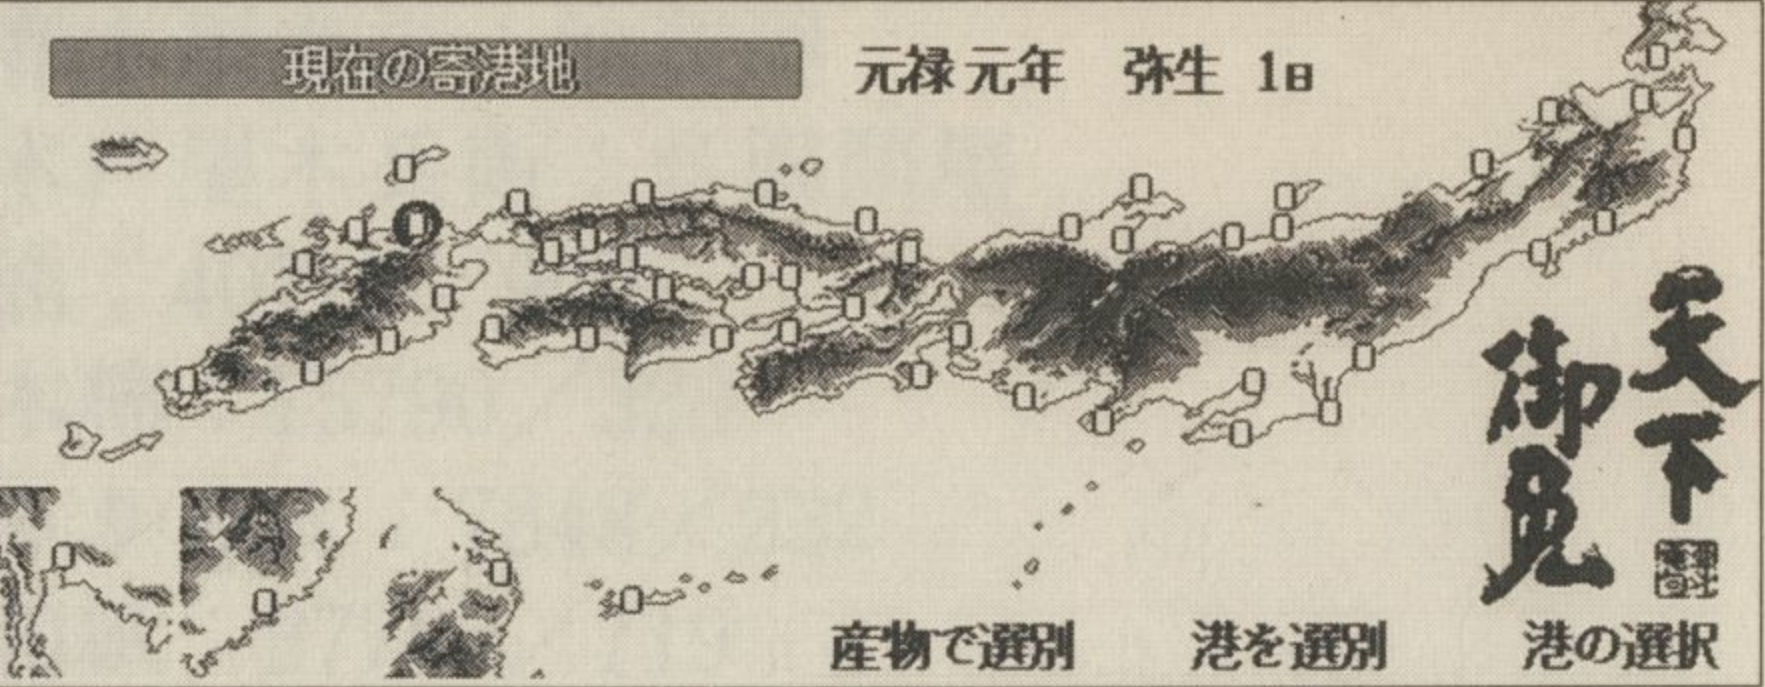 現在の寄港地
元禄元年 弥生 1日
天下
御免
産物で選別 港を選別 港の選択